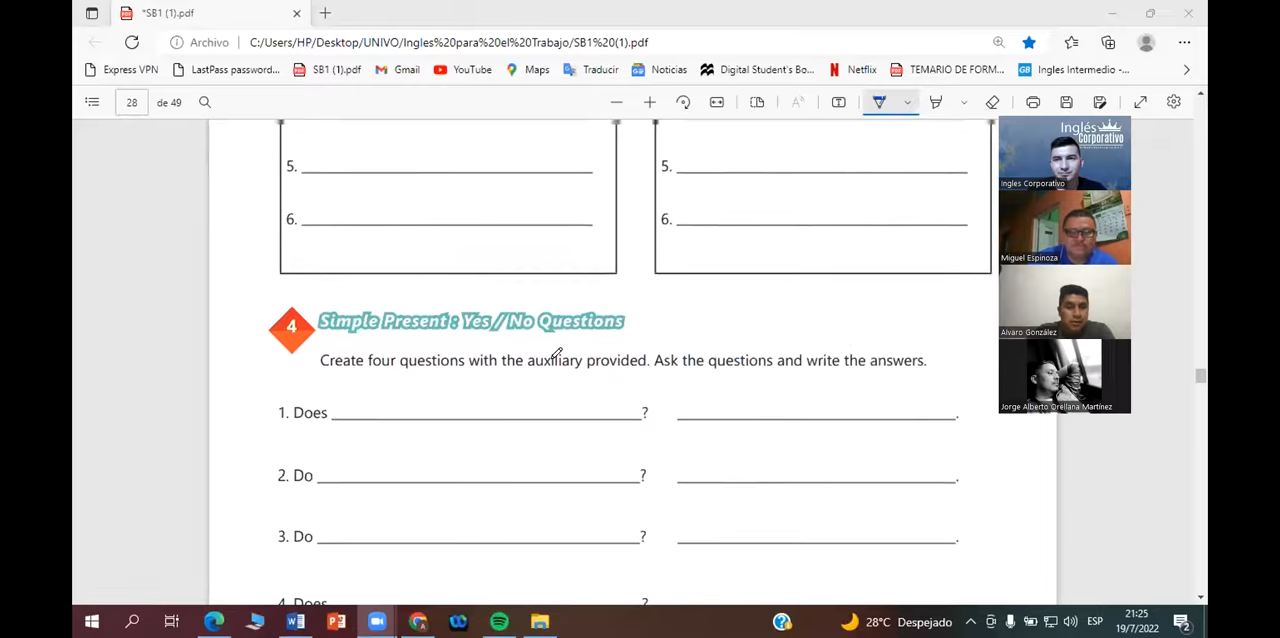 *SB1 (1).pdf
Archivo C:/Users/HP/Desktop/UNIVO/Ingles%20para%20el%20Trabajo/SB1%20(1).pdf
Express VPN LastPass password... SB1 (1).pdf Gmail YouTube Maps Traducir Noticias Digital Student's Bo... Netflix TEMARIO DE FORM... Ingles Intermedio -...
28 de 49
5. 5.
6. 6.
4 Simple Present : Yes / No Questions
Create four questions with the auxiliary provided. Ask the questions and write the answers.
1. Does ? .
2. Do ? .
3. Do ? .
4. Does ?
Inglés
Corporativo
Ingles Corporativo
Miguel Espinoza
Alvaro González
Jorge Alberto Orellana Martínez
28°C Despejado ESP 21:25
19/7/2022 2